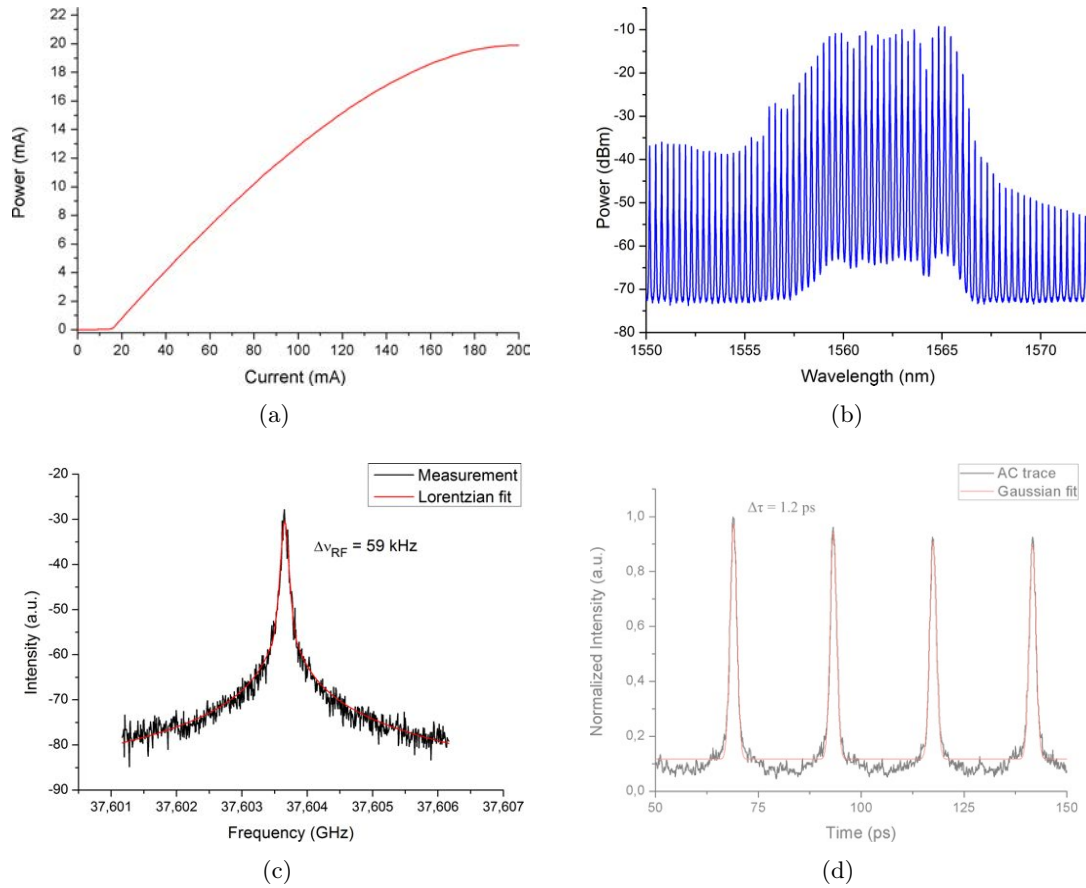 22
20
18
16
14
12
10
8
6
4
2
0
Power (mA)
0 20 40 60 80 100 120 140 160 180 200
Current (mA)
(a)
-10
-20
-30
-40
-50
-60
-70
-80
Power (dBm)
1550 1555 1560 1565 1570
Wavelength (nm)
(b)
Measurement
Lorentzian fit
Δν_RF = 59 kHz
-20
-30
-40
-50
-60
-70
-80
-90
Intensity (a.u.)
37,601 37,602 37,603 37,604 37,605 37,606 37,607
Frequency (GHz)
(c)
AC trace
Gaussian fit
Δτ = 1.2 ps
1,0
0,8
0,6
0,4
0,2
0,0
Normalized Intensity (a.u.)
50 75 100 125 150
Time (ps)
(d)